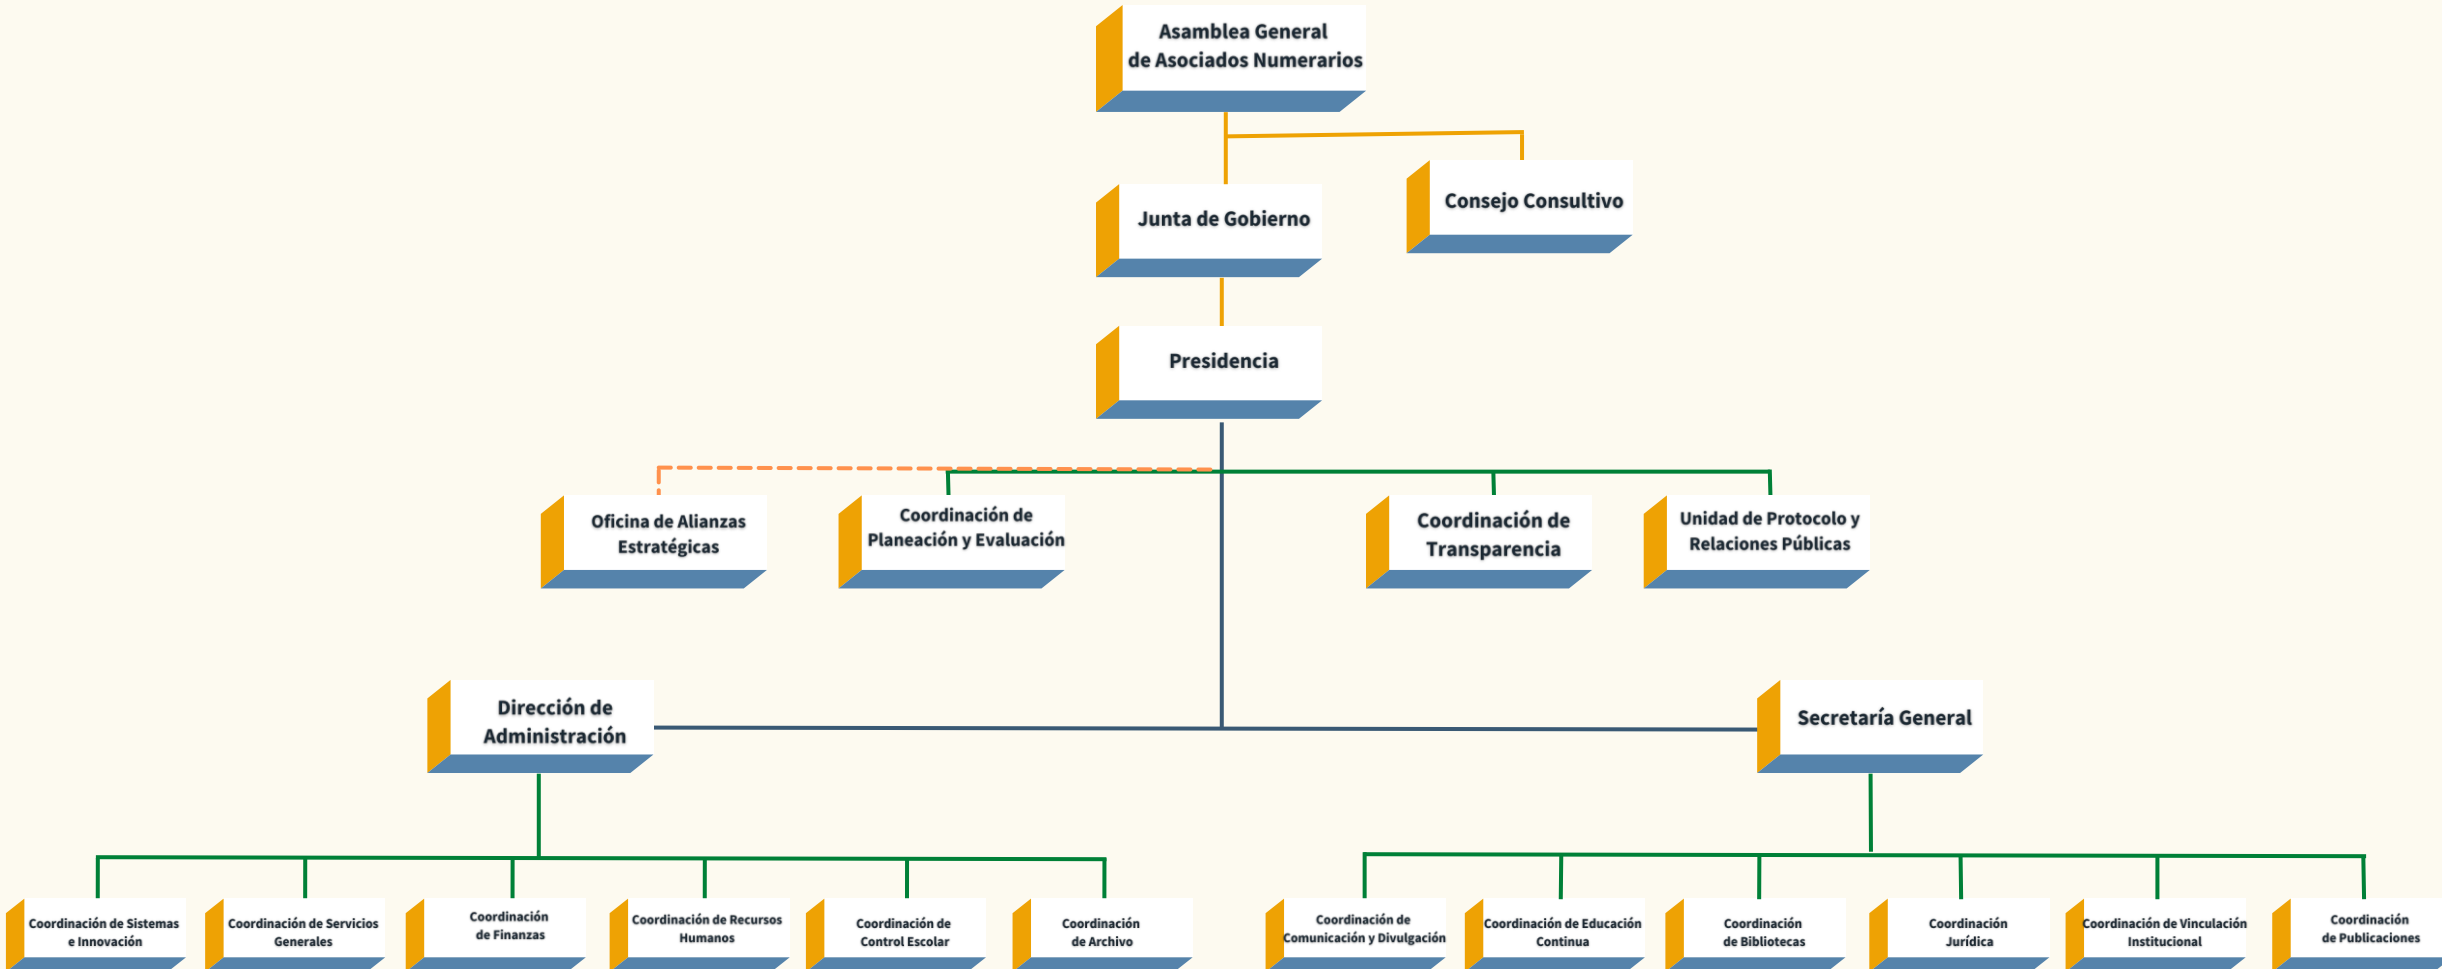 Asamblea General
de Asociados Numerarios
Consejo Consultivo
Junta de Gobierno
Presidencia
Oficina de Alianzas
Estratégicas
Coordinación de
Planeación y Evaluación
Coordinación de
Transparencia
Unidad de Protocolo y
Relaciones Públicas
Dirección de
Administración
Secretaría General
Coordinación de Sistemas
e Innovación
Coordinación de Servicios
Generales
Coordinación
de Finanzas
Coordinación de Recursos
Humanos
Coordinación de
Control Escolar
Coordinación
de Archivo
Coordinación de
Comunicación y Divulgación
Coordinación de Educación
Continua
Coordinación
de Bibliotecas
Coordinación
Jurídica
Coordinación de Vinculación
Institucional
Coordinación
de Publicaciones